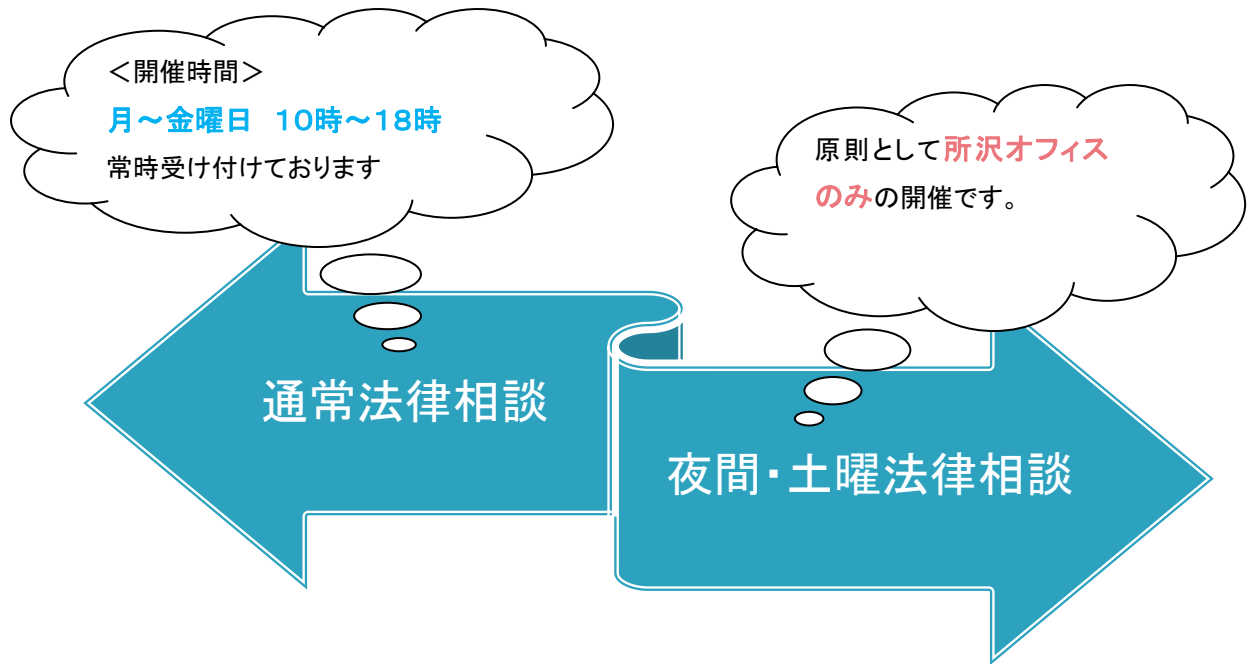 ＜開催時間＞
月～金曜日　10時～18時
常時受け付けております
原則として所沢オフィス
のみの開催です。
通常法律相談
夜間・土曜法律相談